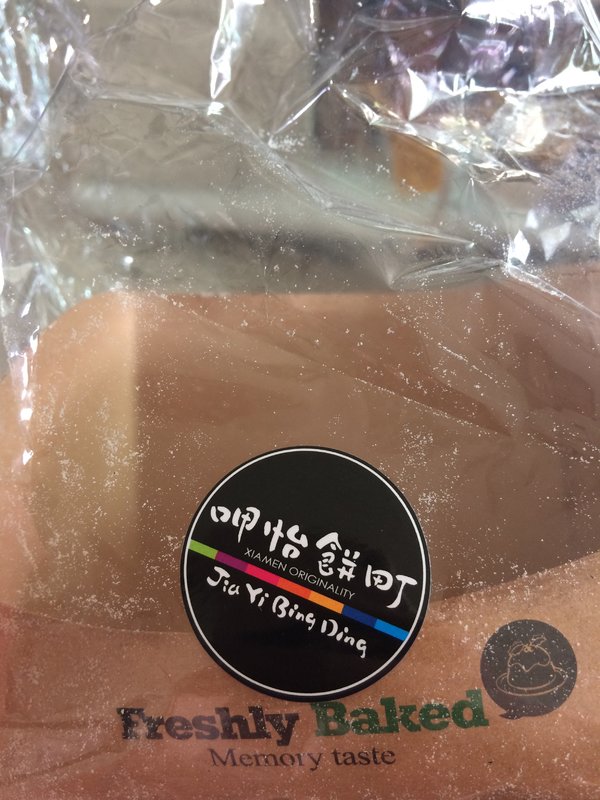 呷怡餅町
XIAMEN ORIGINALITY
Jia Yi Bing Ding
Freshly Baked
Memory taste